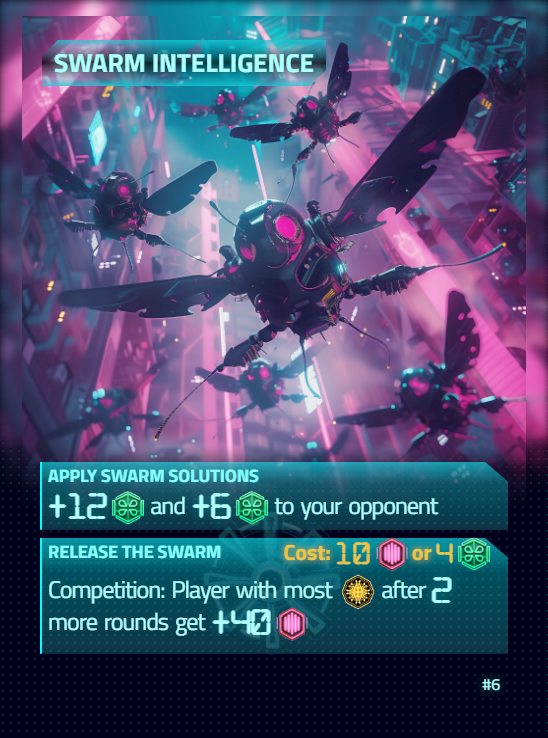 SWARM INTELLIGENCE
APPLY SWARM SOLUTIONS
+12 and +6 to your opponent
RELEASE THE SWARM Cost: 10 or 4
Competition: Player with most after 2
more rounds get +40
#6